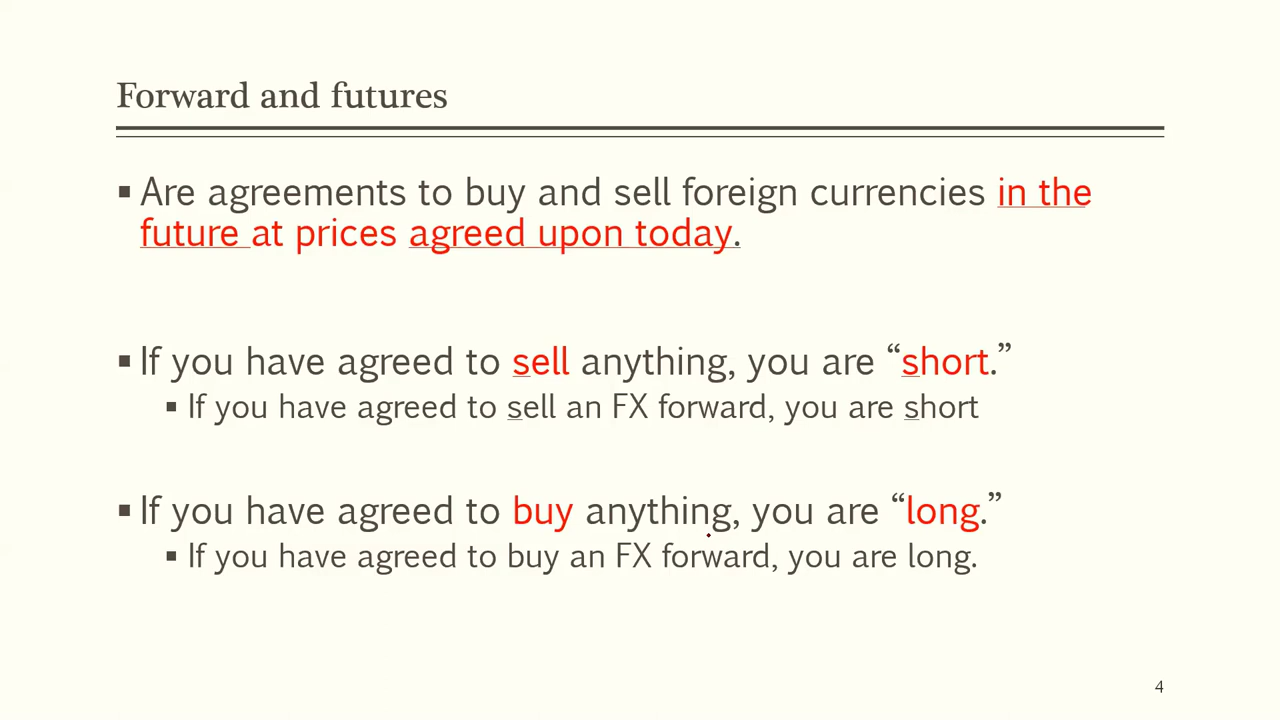 Forward and futures
▪ Are agreements to buy and sell foreign currencies in the
future at prices agreed upon today.
▪ If you have agreed to sell anything, you are “short.”
▪ If you have agreed to sell an FX forward, you are short
▪ If you have agreed to buy anything, you are “long.”
▪ If you have agreed to buy an FX forward, you are long.
4